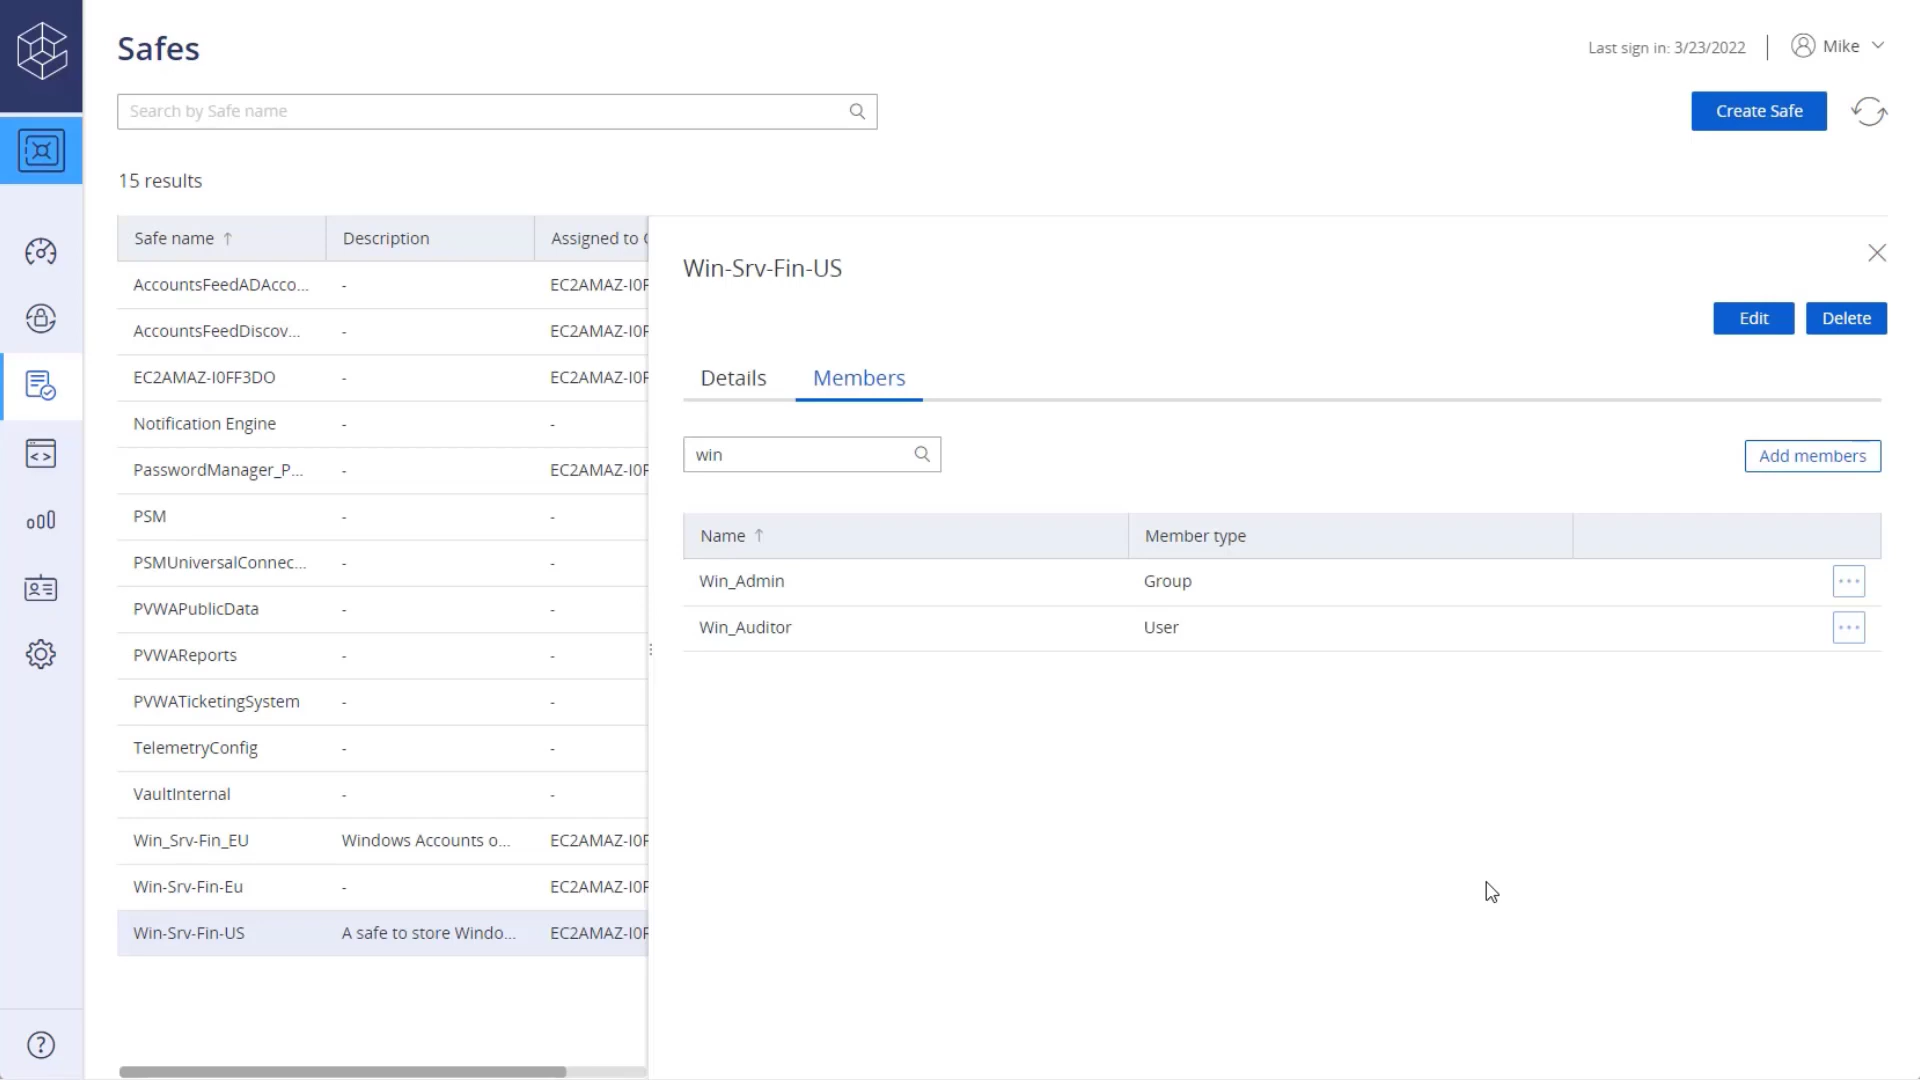 Safes
Last sign in: 3/23/2022
Mike
Search by Safe name
Create Safe
15 results
Safe name ↑ Description Assigned to
AccountsFeedADAcco... - EC2AMAZ-I0F
AccountsFeedDiscov... - EC2AMAZ-I0F
EC2AMAZ-I0FF3DO - EC2AMAZ-I0F
Notification Engine - -
PasswordManager_P... - EC2AMAZ-I0F
PSM - -
PSMUniversalConnec... - -
PVWAPublicData - -
PVWAReports - -
PVWATicketingSystem - -
TelemetryConfig - -
VaultInternal - -
Win_Srv-Fin_EU Windows Accounts o... EC2AMAZ-I0F
Win-Srv-Fin-Eu - EC2AMAZ-I0F
Win-Srv-Fin-US A safe to store Windo... EC2AMAZ-I0F
Win-Srv-Fin-US
Edit Delete
Details Members
win
Add members
Name ↑ Member type
Win_Admin Group ...
Win_Auditor User ...